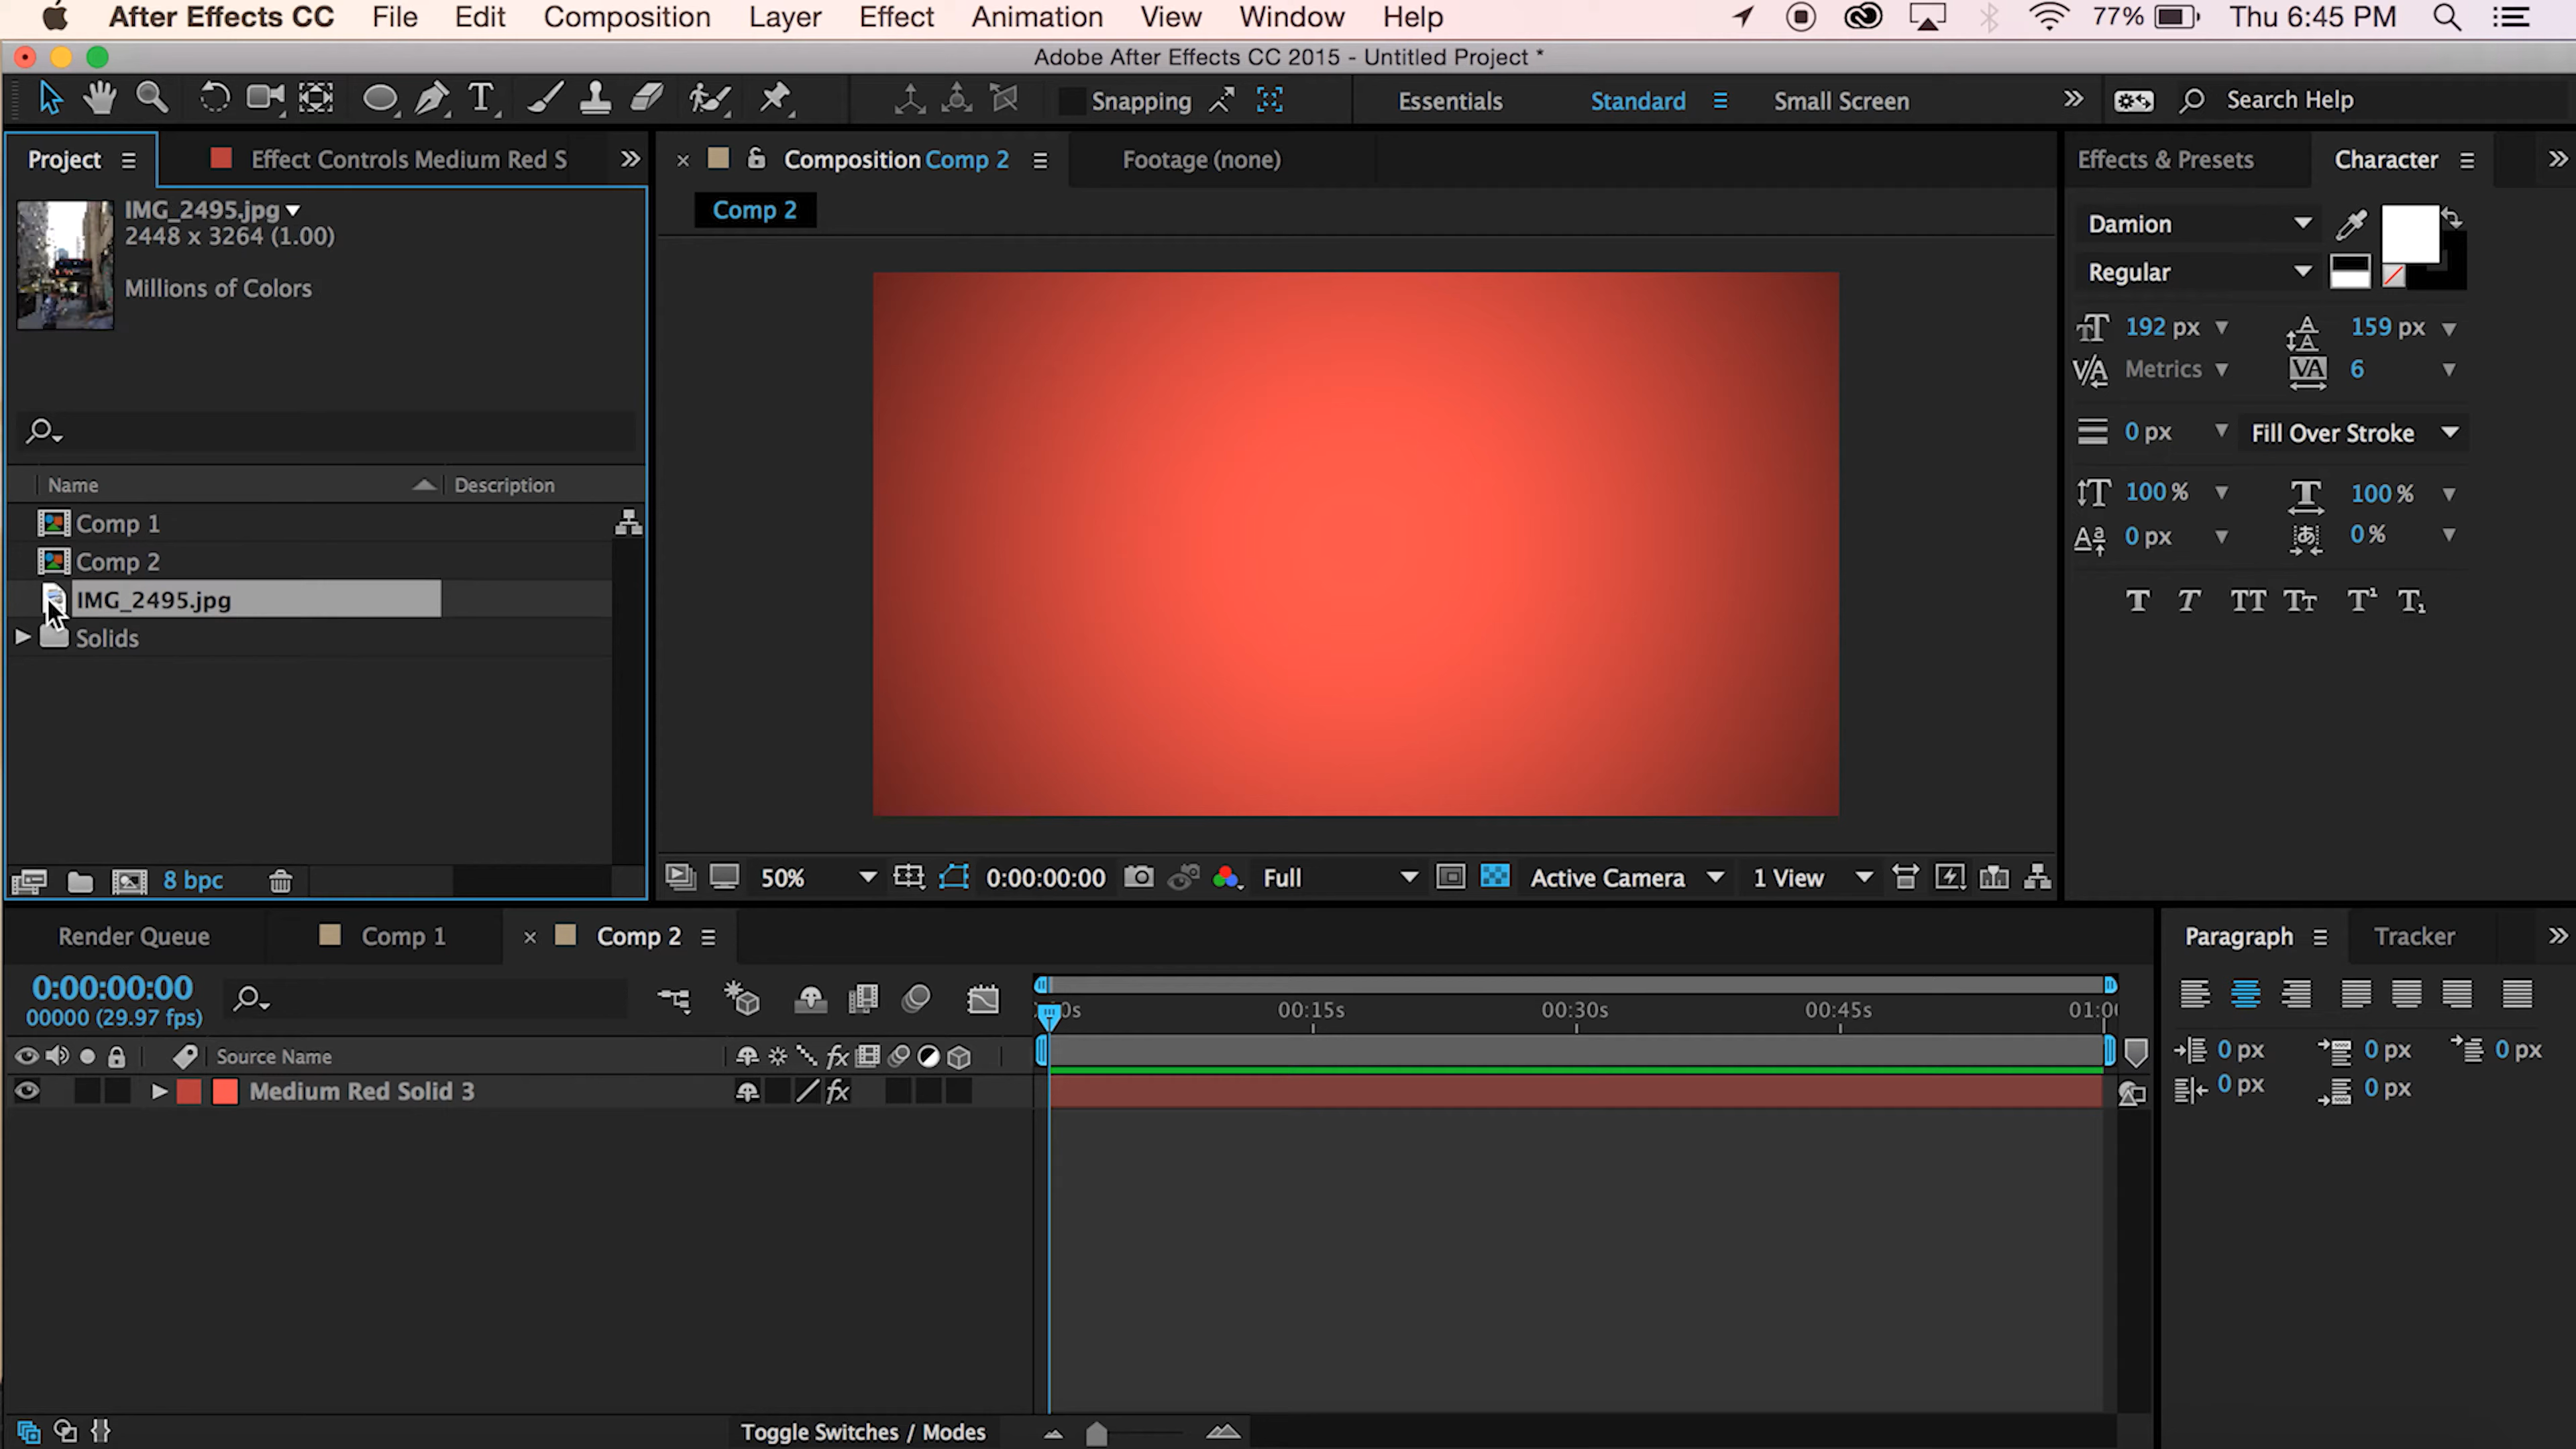 After Effects CC File Edit Composition Layer Effect Animation View Window Help 77% Thu 6:45 PM
Adobe After Effects CC 2015 - Untitled Project *
Snapping Essentials Standard Small Screen Search Help
Project Effect Controls Medium Red S Composition Comp 2 Footage (none) Effects & Presets Character
IMG_2495.jpg
2448 x 3264 (1.00)
Millions of Colors
Comp 2
Damion
Regular
192 px 159 px
Metrics 6
0 px Fill Over Stroke
100 % 100 %
0 px 0 %
Name Description
Comp 1
Comp 2
IMG_2495.jpg
Solids
8 bpc
50% 0:00:00:00 Full Active Camera 1 View
Render Queue Comp 1 Comp 2 Paragraph Tracker
0:00:00:00
00000 (29.97 fps)
00:15s 00:30s 00:45s
Source Name
Medium Red Solid 3
0 px 0 px 0 px
0 px 0 px
Toggle Switches / Modes